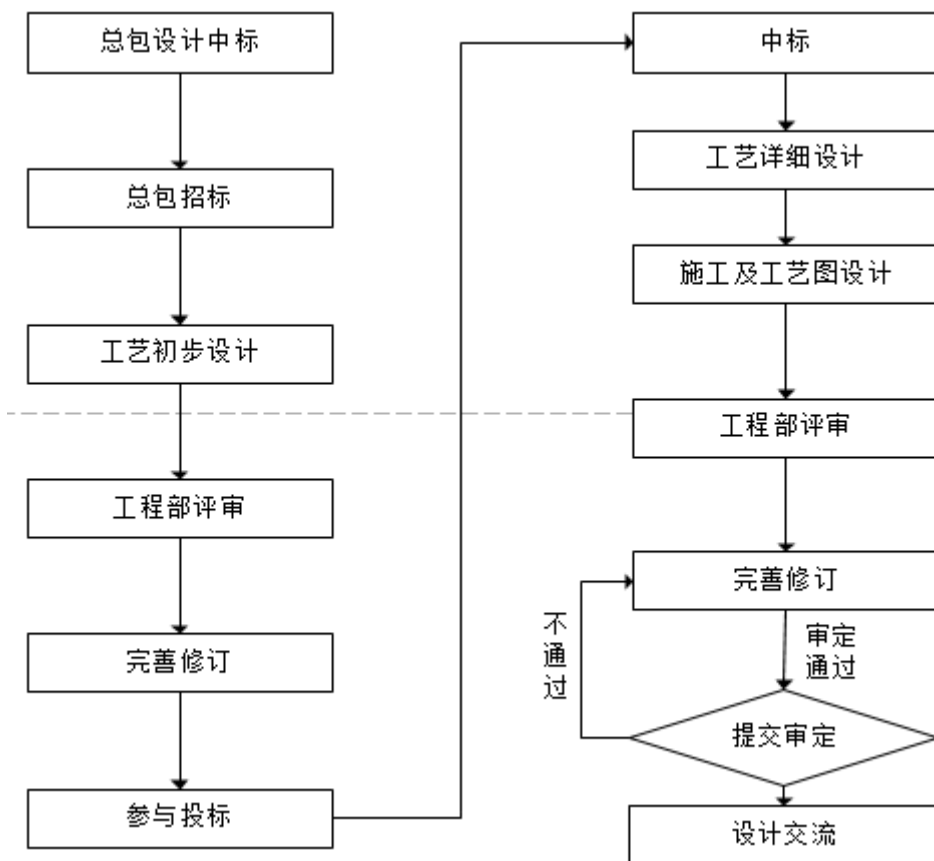 总包设计中标
总包招标
工艺初步设计
工程部评审
完善修订
参与投标
中标
工艺详细设计
施工及工艺图设计
工程部评审
完善修订
不
通
过
审定
通过
提交审定
设计交流